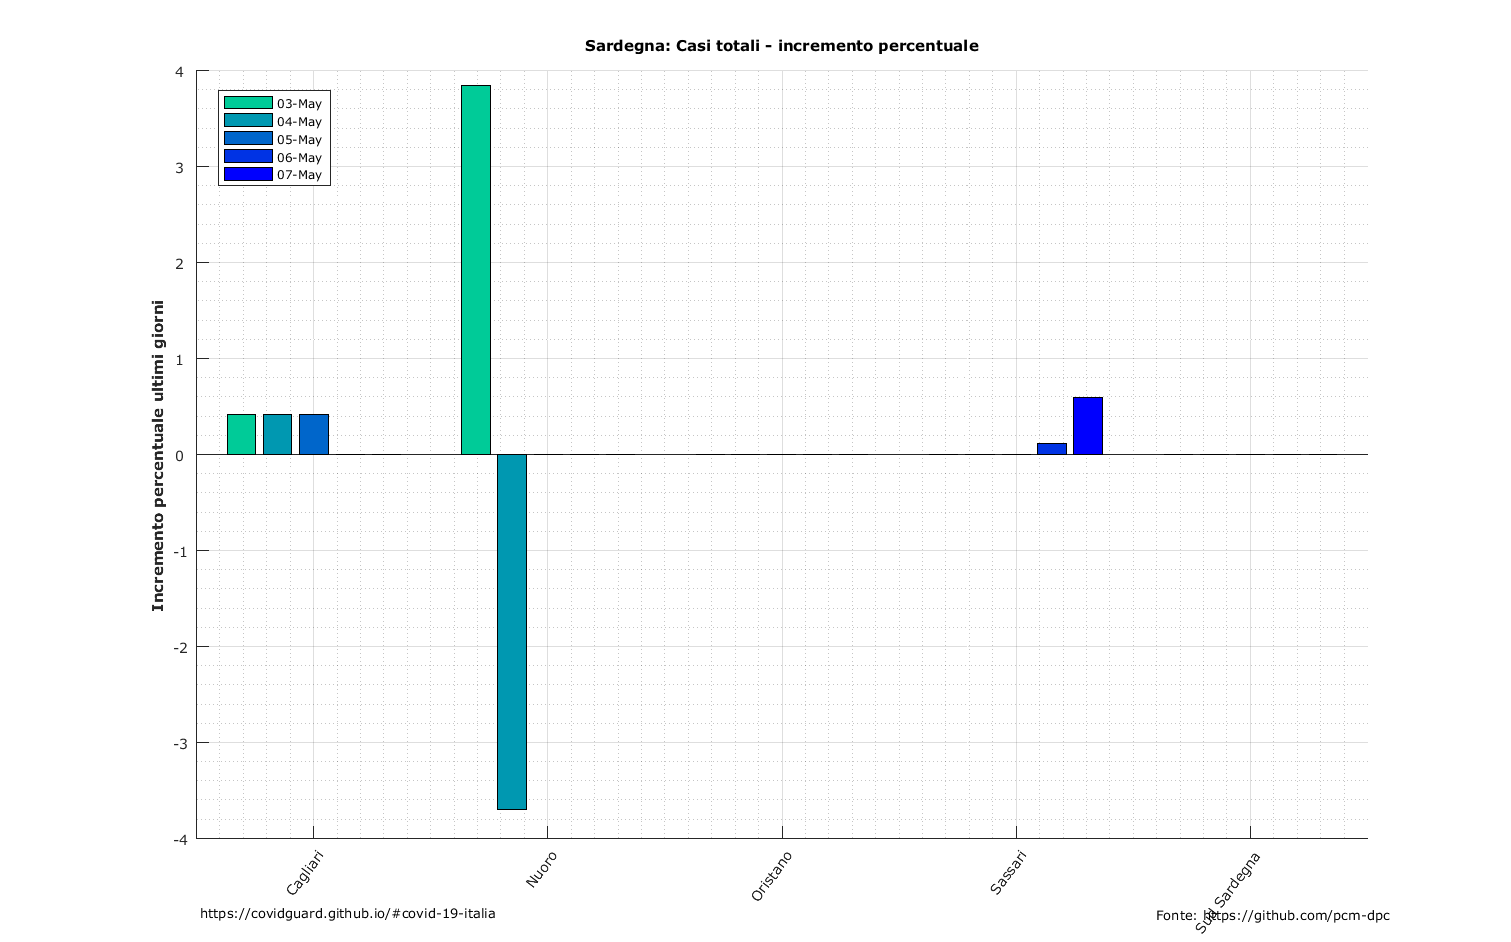 Sardegna: Casi totali - incremento percentuale
4
3
2
1
0
-1
-2
-3
-4
Incremento percentuale ultimi giorni
03-May
04-May
05-May
06-May
07-May
Cagliari
Nuoro
Oristano
Sassari
Sud Sardegna
https://covidguard.github.io/#covid-19-italia
Fonte: https://github.com/pcm-dpc